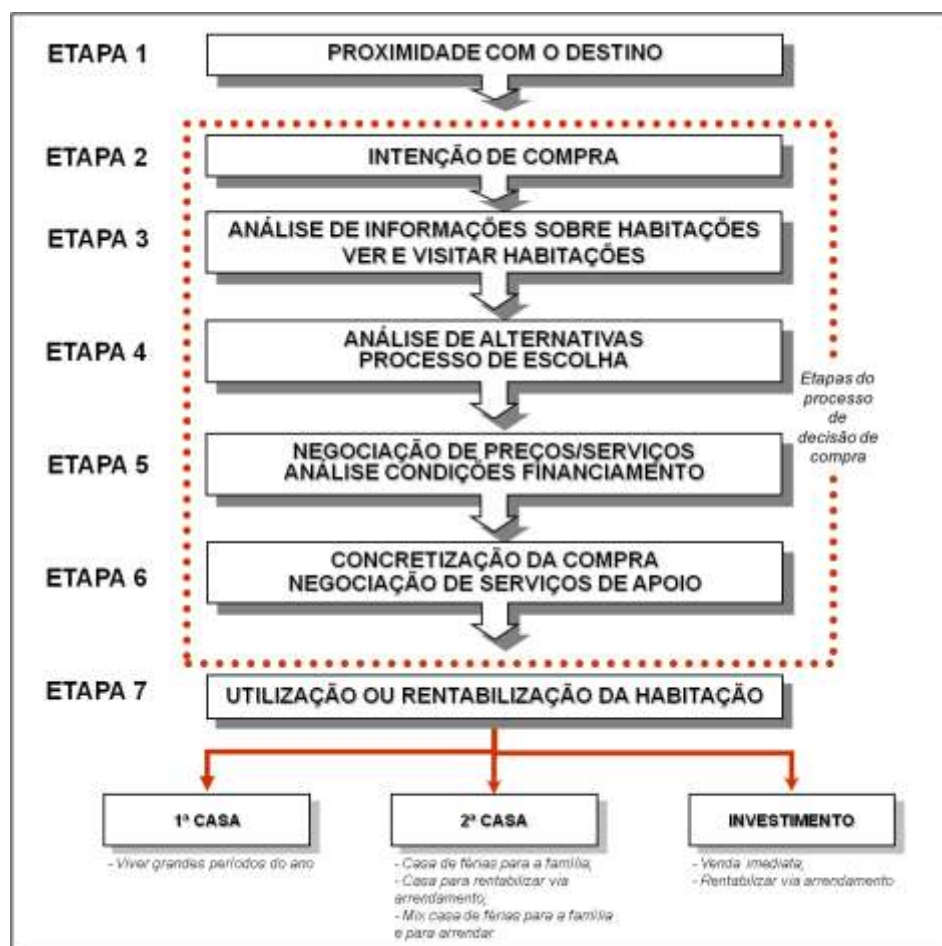 ETAPA 1
PROXIMIDADE COM O DESTINO
ETAPA 2
INTENÇÃO DE COMPRA
ETAPA 3
ANÁLISE DE INFORMAÇÕES SOBRE HABITAÇÕES
VER E VISITAR HABITAÇÕES
ETAPA 4
ANÁLISE DE ALTERNATIVAS
PROCESSO DE ESCOLHA
Etapas do
processo
de
decisão de
compra
ETAPA 5
NEGOCIAÇÃO DE PREÇOS/SERVIÇOS
ANÁLISE CONDIÇÕES FINANCIAMENTO
ETAPA 6
CONCRETIZAÇÃO DA COMPRA
NEGOCIAÇÃO DE SERVIÇOS DE APOIO
ETAPA 7
UTILIZAÇÃO OU RENTABILIZAÇÃO DA HABITAÇÃO
1ª CASA
- Viver grandes períodos do ano
2ª CASA
- Casa de férias para a família;
- Casa para rentabilizar via
arrendamento;
- Mix casa de férias para a família
e para arrendar
INVESTIMENTO
- Venda imediata;
- Rentabilizar via arrendamento